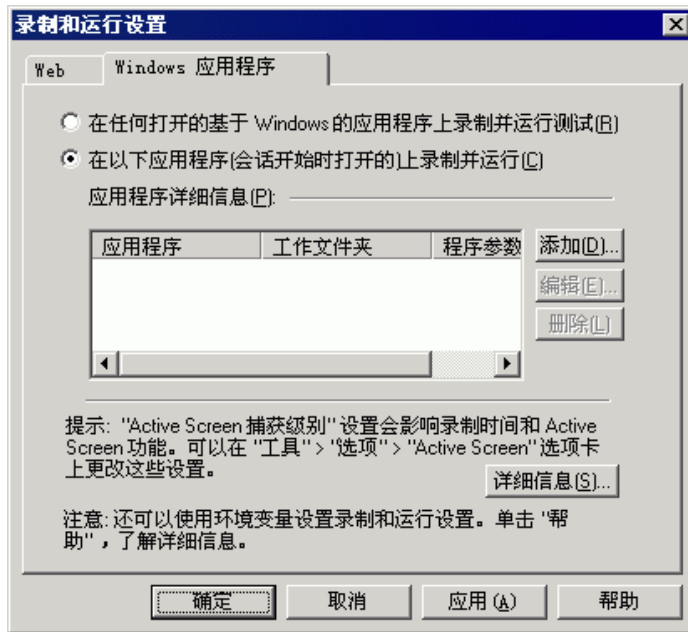 录制和运行设置
Web
Windows 应用程序
在任何打开的基于 Windows 的应用程序上录制并运行测试(R)
在以下应用程序(会话开始时打开的)上录制并运行(C)
应用程序详细信息(P):
应用程序 工作文件夹 程序参数
添加(D)...
编辑(E)...
删除(L)
提示: "Active Screen 捕获级别" 设置会影响录制时间和 Active
Screen 功能。可以在 "工具" > "选项" > "Active Screen" 选项卡
上更改这些设置。
详细信息(S)...
注意: 还可以使用环境变量设置录制和运行设置。单击 "帮
助"，了解详细信息。
确定 取消 应用(A) 帮助